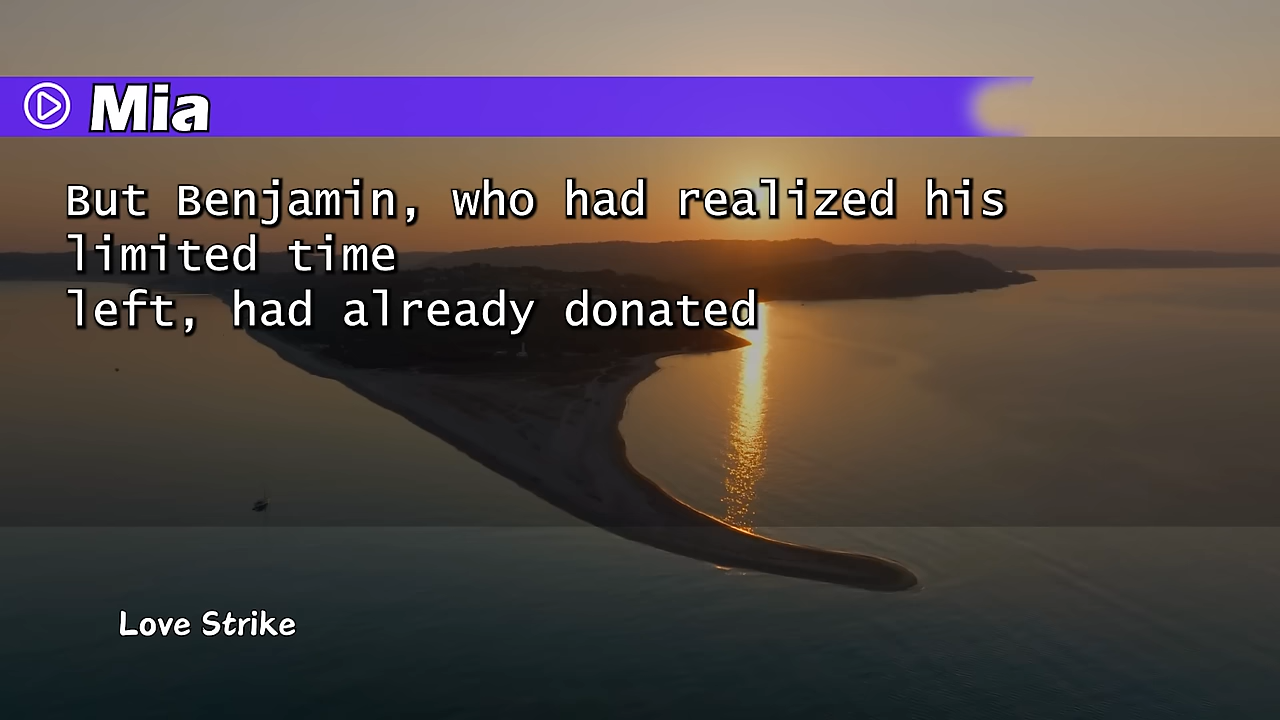 Mia
But Benjamin, who had realized his
limited time
left, had already donated
Love Strike